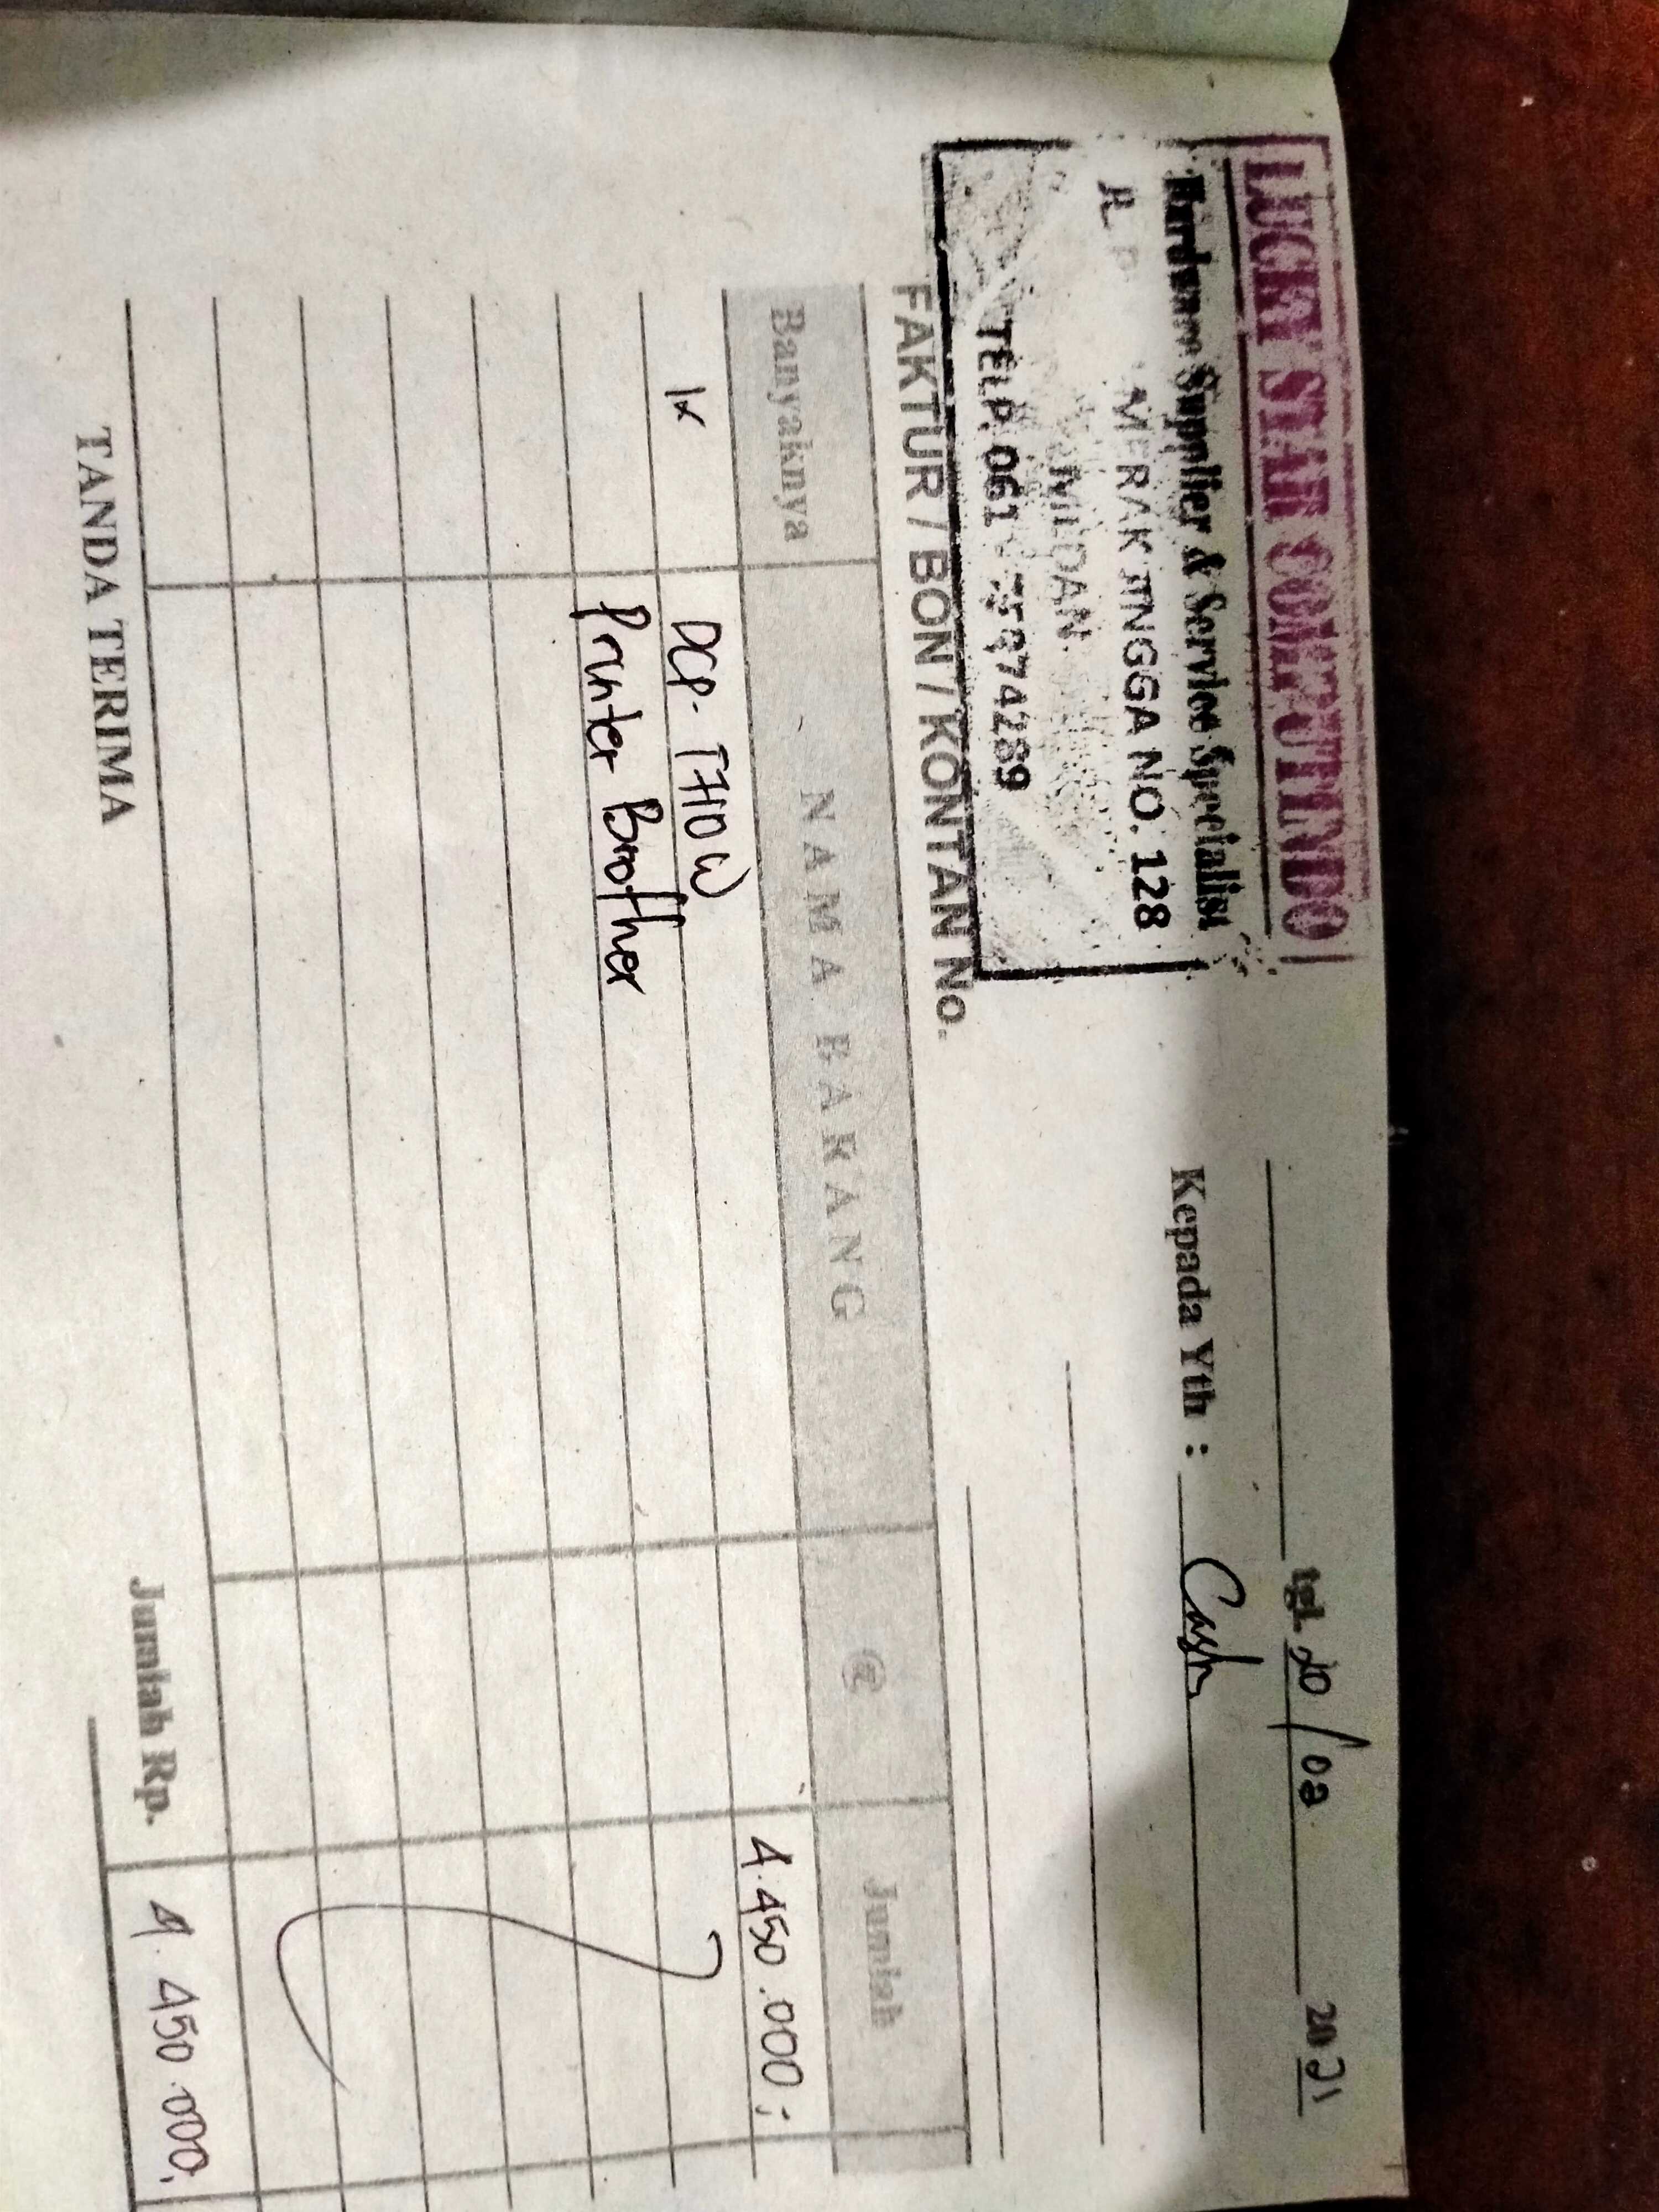 LUCKY STAR COMPUTINDO
Hardware Supplier & Service Specialist
JL. P MERAK JINGGA NO. 128
MEDAN.
TELP. 061
tgl. 20/02 2021
Kepada Yth : Cash
FAKTUR / BON / KONTAN No.
Banyaknya NAMA BARANG @ Jumlah
1x DCP-T710W 4.450.000 ;
Printer Brother
TANDA TERIMA Jumlah Rp. 4.450.000,